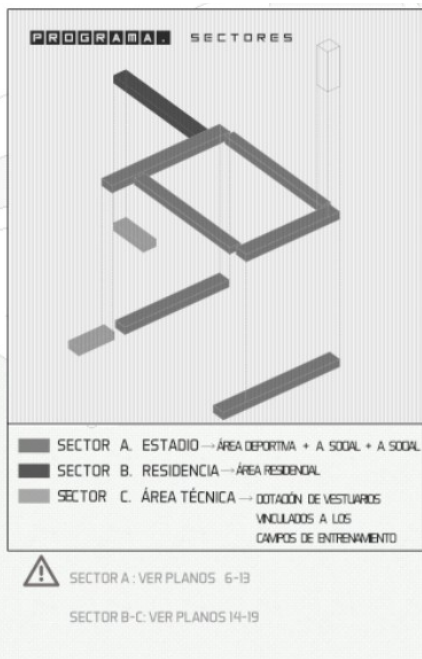 PROGRAMA. SECTORES
SECTOR A. ESTADIO → ÁREA DEPORTIVA + A SOCIAL + A SOCIAL
SECTOR B. RESIDENCIA → ÁREA RESIDENCIAL
SECTOR C. ÁREA TÉCNICA → DOTACIÓN DE VESTUARIOS
VINCULADOS A LOS
CAMPOS DE ENTRENAMIENTO
SECTOR A : VER PLANOS 6-13
SECTOR B-C: VER PLANOS 14-19